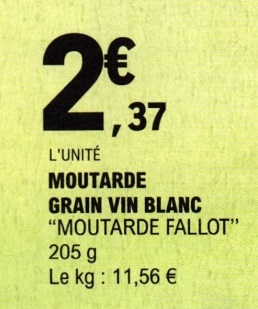 2€,37
L'UNITÉ
MOUTARDE
GRAIN VIN BLANC
"MOUTARDE FALLOT"
205 g
Le kg : 11,56 €